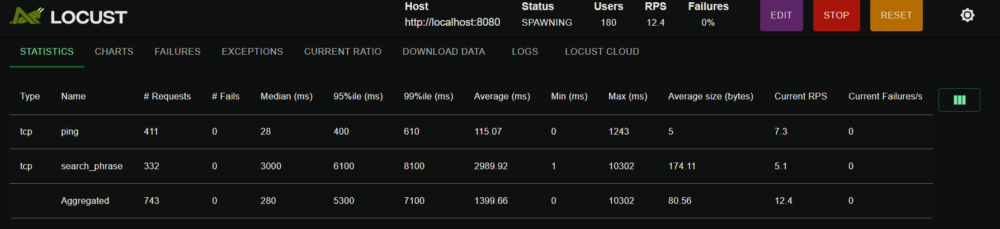 LOCUST
Host Status Users RPS Failures
http://localhost:8080 SPAWNING 180 12.4 0%
EDIT STOP RESET
STATISTICS CHARTS FAILURES EXCEPTIONS CURRENT RATIO DOWNLOAD DATA LOGS LOCUST CLOUD
Type Name # Requests # Fails Median (ms) 95%ile (ms) 99%ile (ms) Average (ms) Min (ms) Max (ms) Average size (bytes) Current RPS Current Failures/s
tcp ping 411 0 28 400 610 115.07 0 1243 5 7.3 0
tcp search_phrase 332 0 3000 6100 8100 2989.92 1 10302 174.11 5.1 0
Aggregated 743 0 280 5300 7100 1399.66 0 10302 80.56 12.4 0